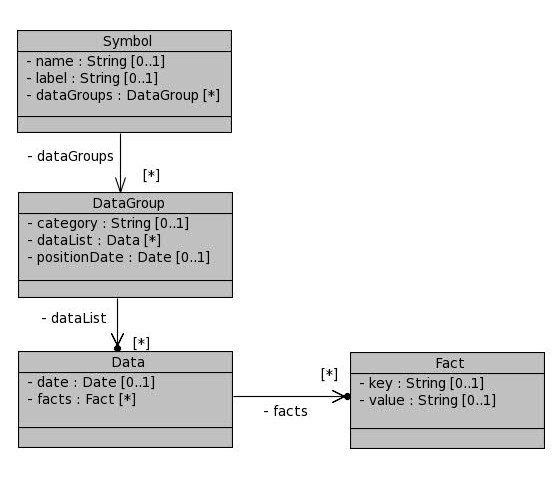 Symbol
- name : String [0..1]
- label : String [0..1]
- dataGroups : DataGroup [*]
- dataGroups
[*]
DataGroup
- category : String [0..1]
- dataList : Data [*]
- positionDate : Date [0..1]
- dataList
[*]
Data
- date : Date [0..1]
- facts : Fact [*]
[*]
- facts
Fact
- key : String [0..1]
- value : String [0..1]